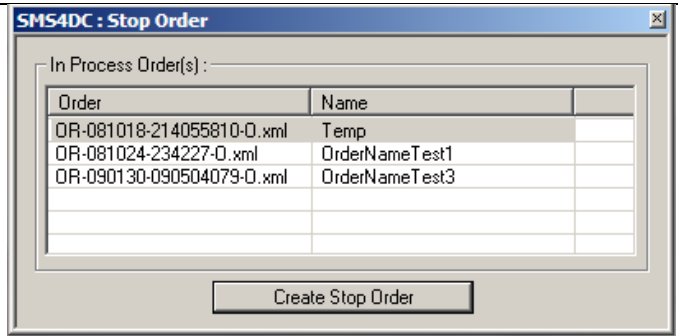 SMS4DC : Stop Order
In Process Order(s) :
Order Name
OR-081018-214055810-O.xml Temp
OR-081024-234227-O.xml OrderNameTest1
OR-090130-090504079-O.xml OrderNameTest3
Create Stop Order